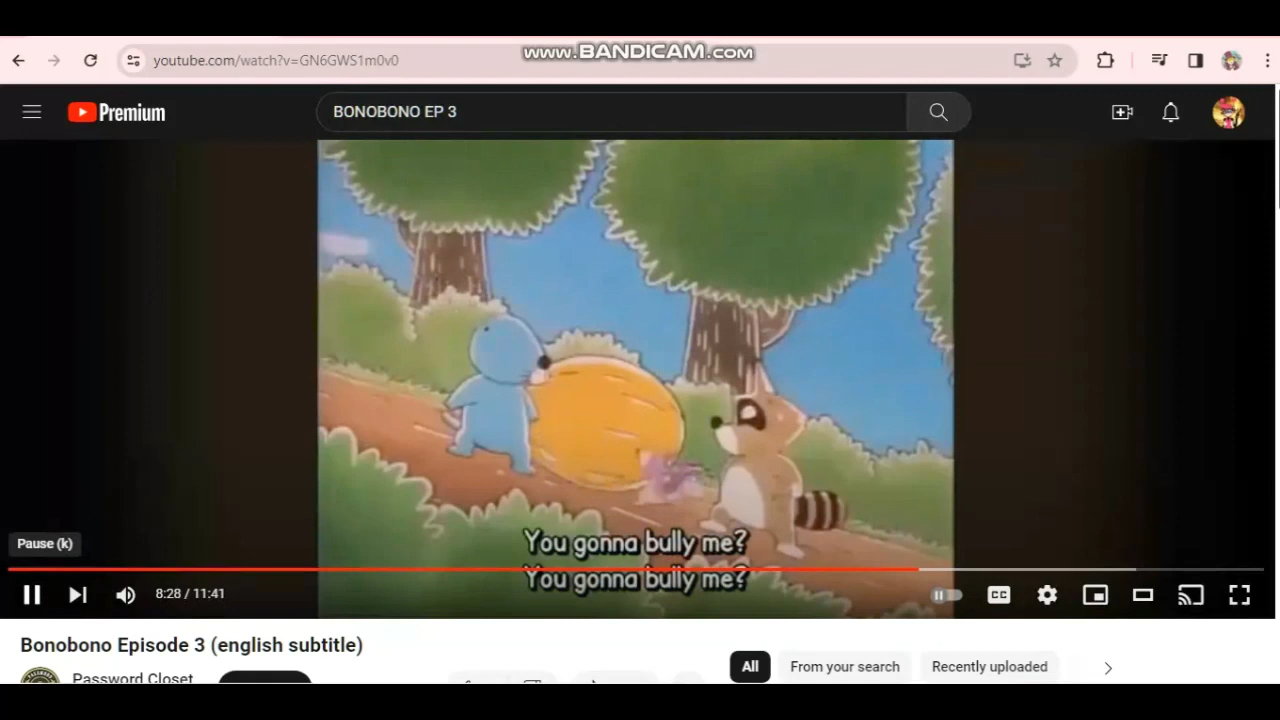 www.BANDICAM.com
youtube.com/watch?v=GN6GWS1m0v0
Premium
BONOBONO EP 3
You gonna bully me?
Pause (k)
You gonna bully me?
8:28 / 11:41
CC
Bonobono Episode 3 (english subtitle)
All
From your search
Recently uploaded
Password Closet